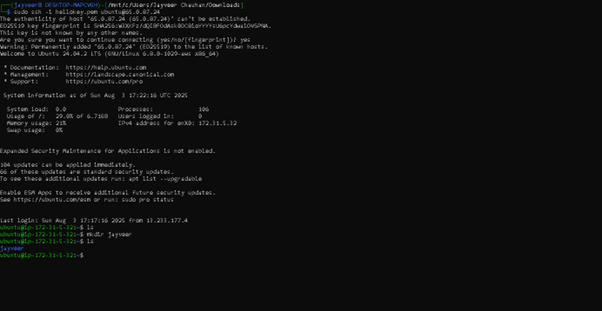 (jayveer@DESKTOP-MAPCVGH)-[/mnt/c/Users/Jayveer Chauhan/Downloads]
$ sudo ssh -i hellokey.pem ubuntu@65.0.87.24
The authenticity of host '65.0.87.24 (65.0.87.24)' can't be established.
ED25519 key fingerprint is
This key is not known by any other names.
Are you sure you want to continue connecting (yes/no/[fingerprint])? yes
Warning: Permanently added '65.0.87.24' (ED25519) to the list of known hosts.
Welcome to Ubuntu 24.04.2 LTS (GNU/Linux 6.8.0-1029-aws x86_64)
* Documentation: https://help.ubuntu.com
* Management: https://landscape.canonical.com
* Support: https://ubuntu.com/pro
System information as of Sun Aug 3 17:22:16 UTC 2025
System load: 0.0 Processes: 106
Usage of /: 29.0% of 6.71GB Users logged in: 0
Memory usage: 21% IPv4 address for enX0: 172.31.5.32
Swap usage: 0%
Expanded Security Maintenance for Applications is not enabled.
104 updates can be applied immediately.
66 of these updates are standard security updates.
To see these additional updates run: apt list --upgradable
Enable ESM Apps to receive additional future security updates.
See https://ubuntu.com/esm or run: sudo pro status
Last login: Sun Aug 3 17:17:16 2025 from 13.233.177.4
ubuntu@ip-172-31-5-32:~$ ls
ubuntu@ip-172-31-5-32:~$ mkdir jayveer
ubuntu@ip-172-31-5-32:~$ ls
jayveer
ubuntu@ip-172-31-5-32:~$